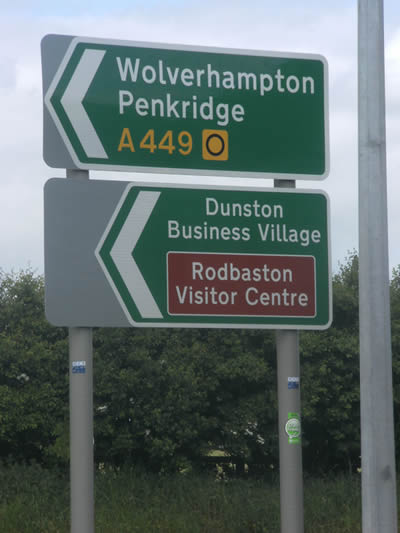 Wolverhampton
Penkridge
A449
Dunston
Business Village
Rodbaston
Visitor Centre